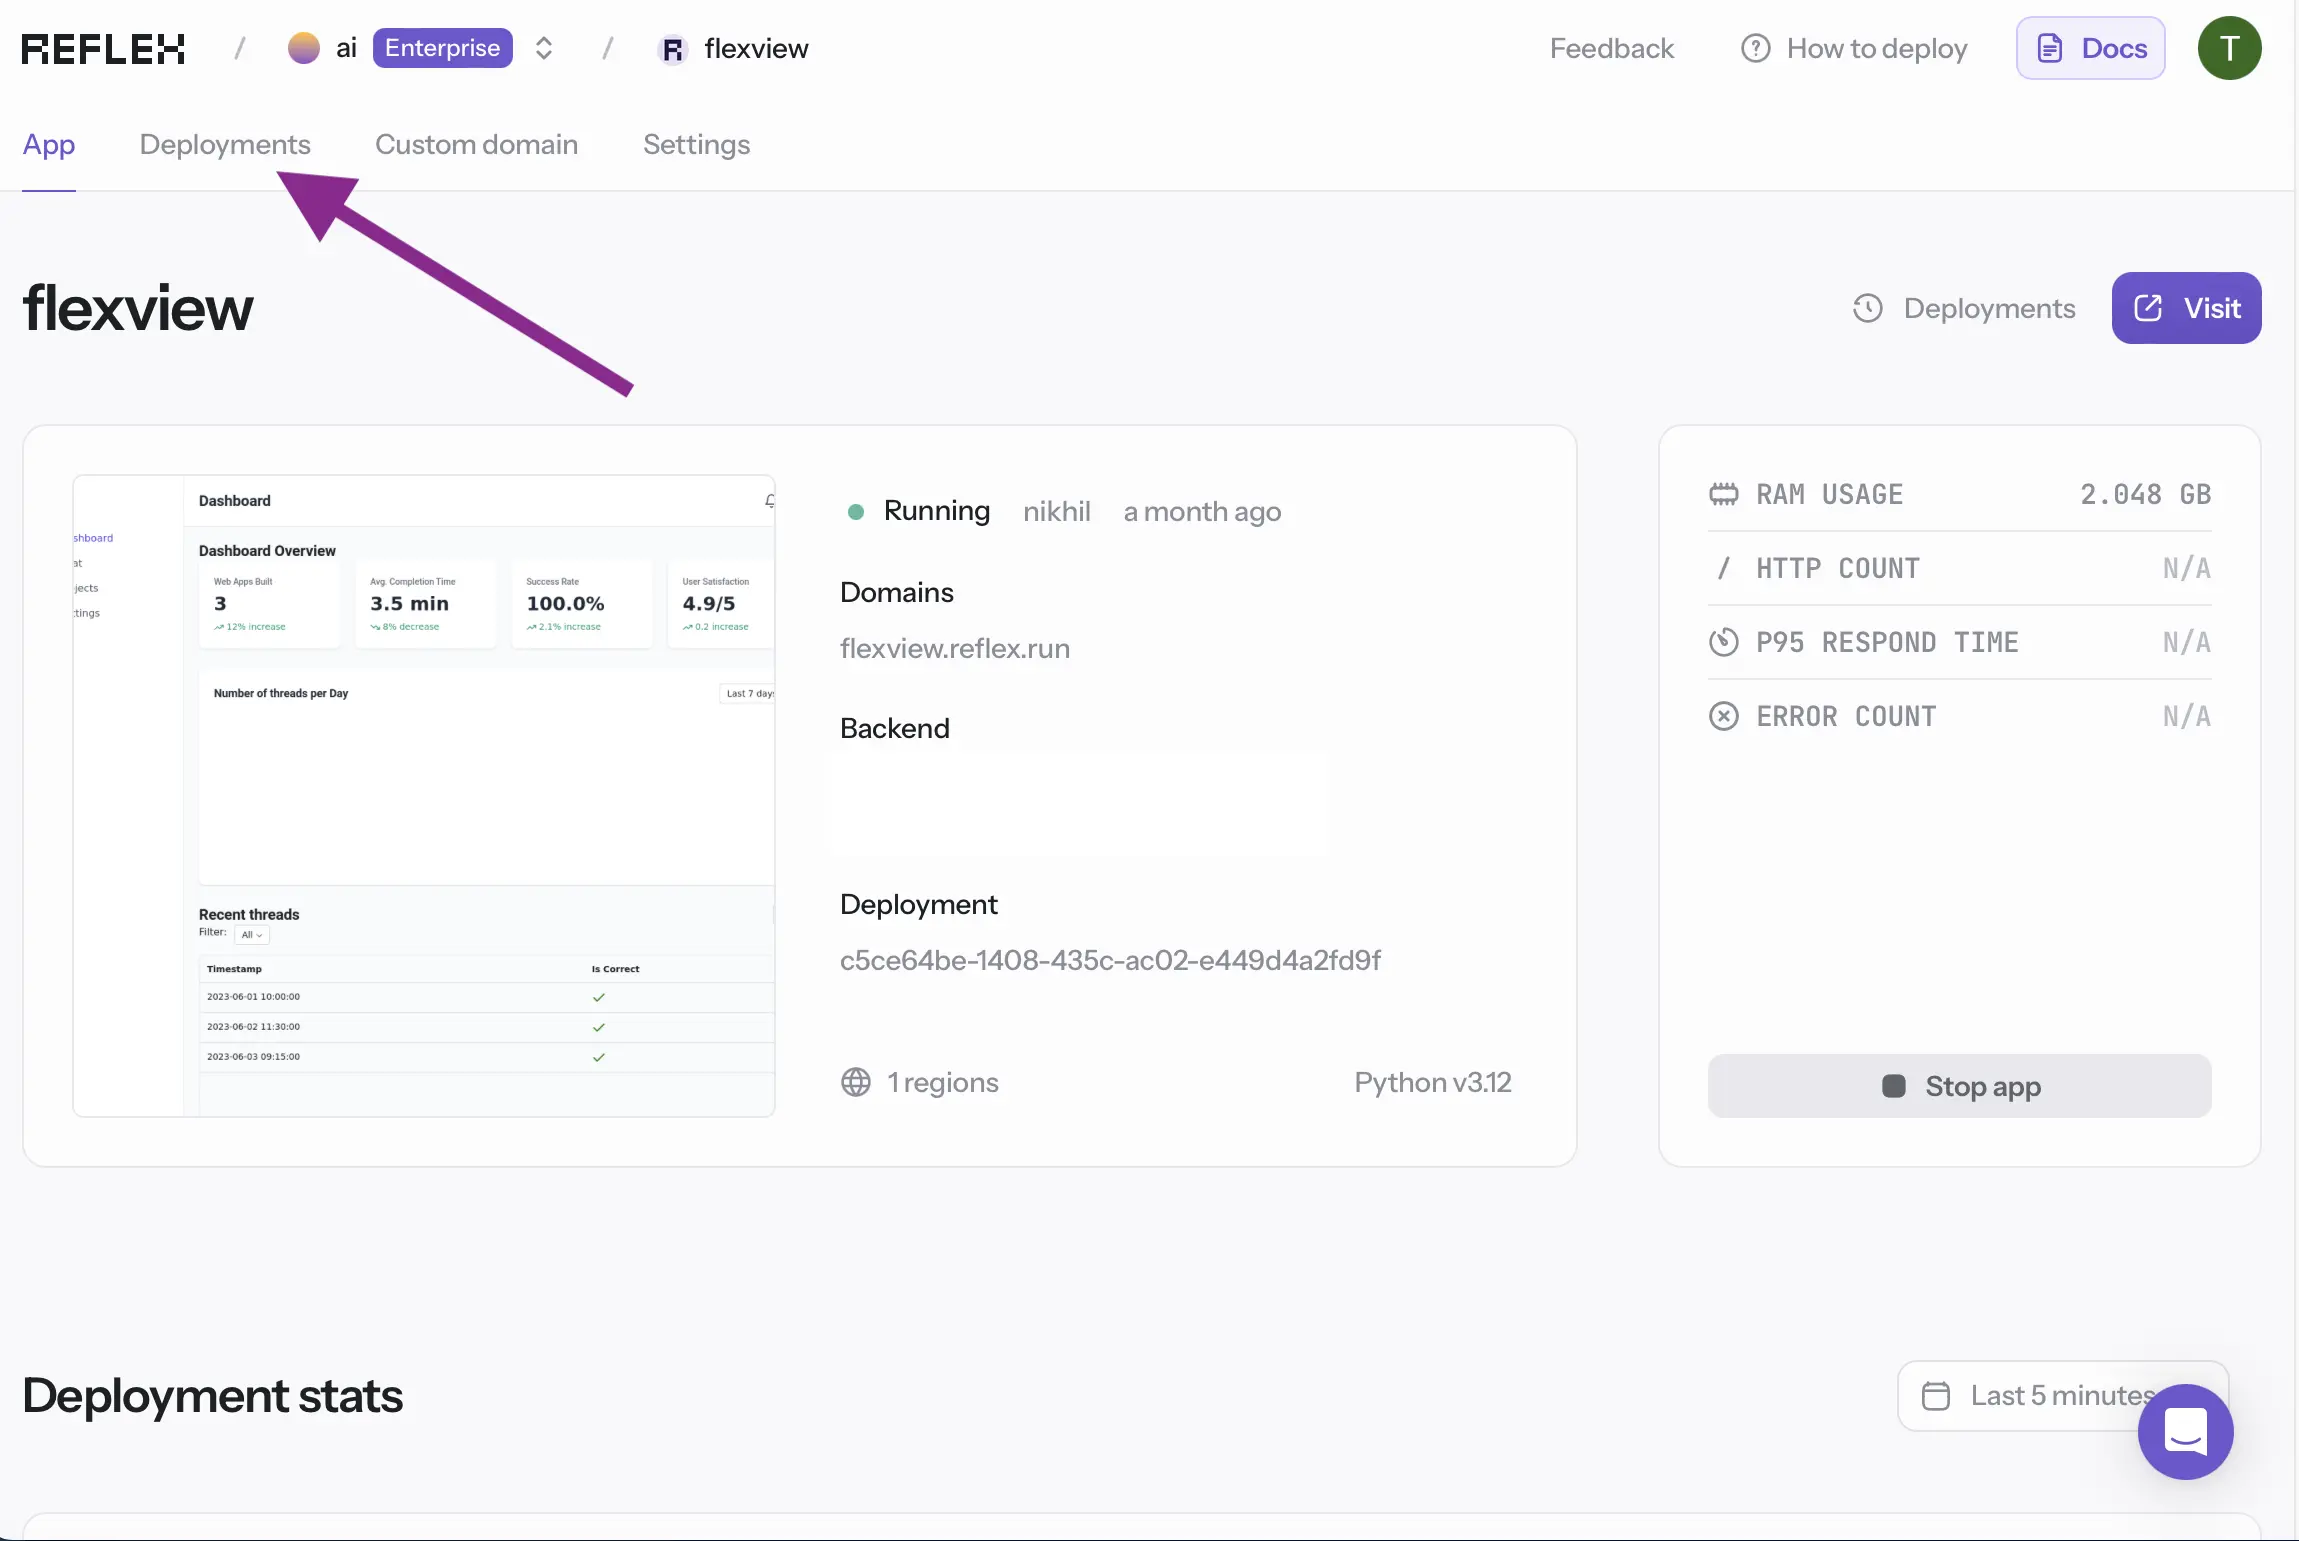 REFLEX / ai Enterprise / flexview Feedback How to deploy Docs T
App Deployments Custom domain Settings
flexview
Deployments Visit
Dashboard
shboard
at
jects
ttings
Dashboard Overview
Web Apps Built Avg. Completion Time Success Rate User Satisfaction
3 3.5 min 100.0% 4.9/5
12% increase 8% decrease 2.1% increase 0.2 increase
Number of threads per Day Last 7 days
Recent threads
Filter: All
Timestamp Is Correct
2023-06-01 10:00:00
2023-06-02 11:30:00
2023-06-03 09:15:00
Running nikhil a month ago
Domains
flexview.reflex.run
Backend
Deployment
c5ce64be-1408-435c-ac02-e449d4a2fd9f
1 regions Python v3.12
RAM USAGE 2.048 GB
/ HTTP COUNT N/A
P95 RESPOND TIME N/A
ERROR COUNT N/A
Stop app
Deployment stats
Last 5 minutes